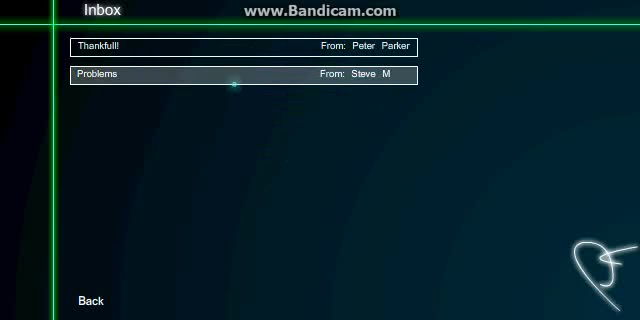 Inbox
www.Bandicam.com
Thankfull! From: Peter Parker
Problems From: Steve M
Back